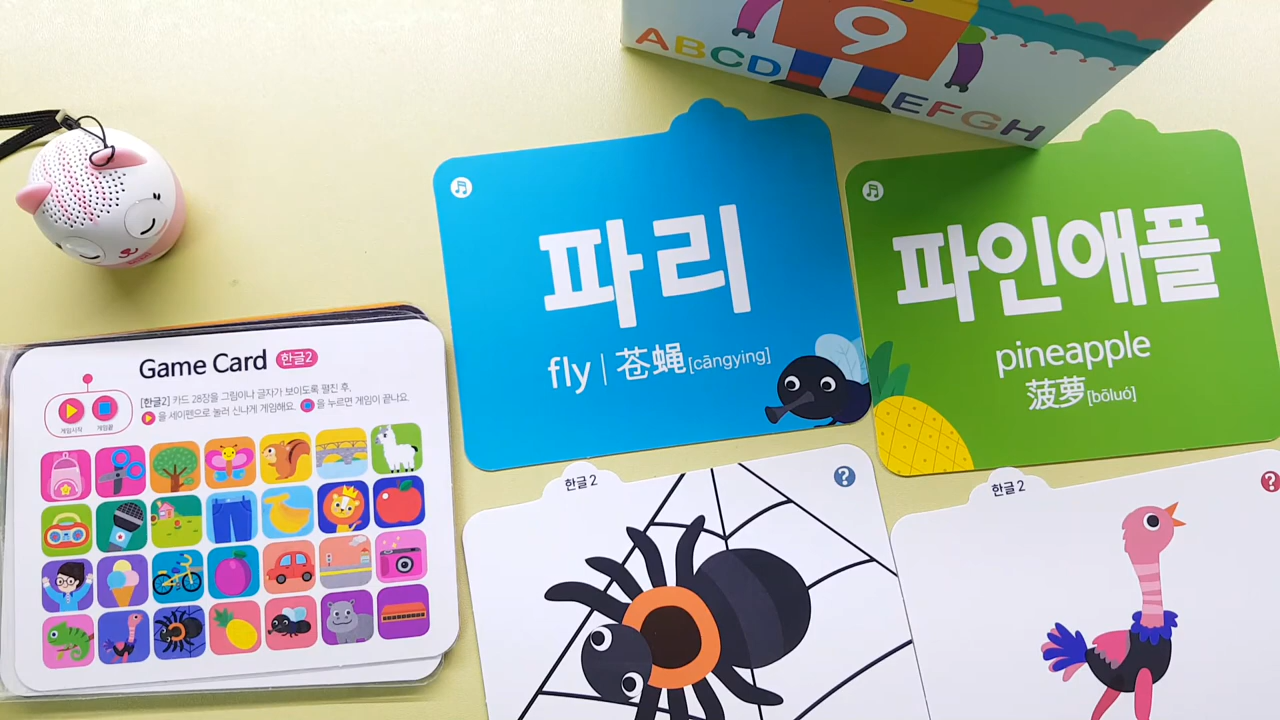 9
ABCD
EFGH
파리
fly | 苍蝇 [cāngying]
파인애플
pineapple
菠萝 [bōluó]
Game Card 한글2
[한글2] 카드 28장을 그림이나 글자가 보이도록 펼친 후,
을 세이펜으로 눌러 신나게 게임해요. 을 누르면 게임이 끝나요.
게임시작 게임끝
한글2
?
한글2
?